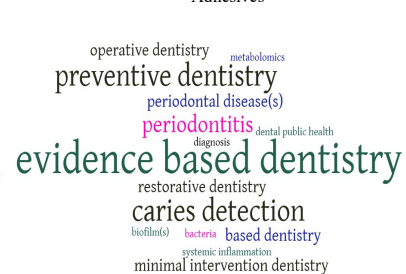 Adhesives
operative dentistry
metabolomics
preventive dentistry
periodontal disease(s)
periodontitis dental public health
diagnosis
evidence based dentistry
restorative dentistry
caries detection
biofilm(s) bacteria based dentistry
systemic inflammation
minimal intervention dentistry